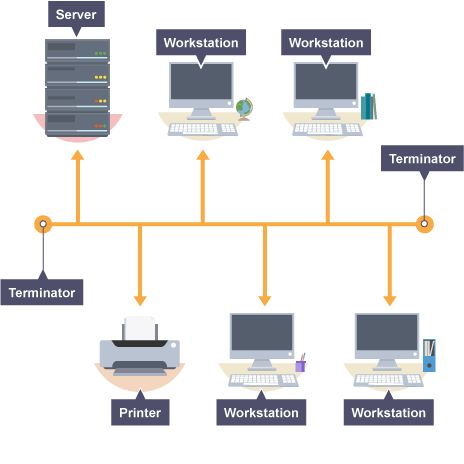 Server
Workstation
Workstation
Terminator
Terminator
Printer
Workstation
Workstation